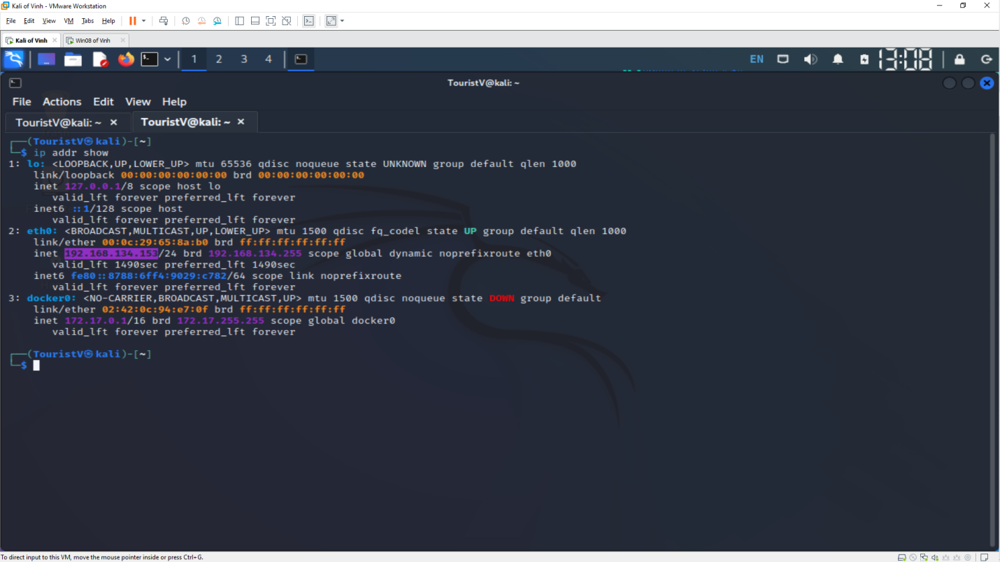 Kali of Vinh - VMware Workstation
File Edit View VM Tabs Help
Kali of Vinh Win08 of Vinh
1 2 3 4 EN 13:08
TouristV@kali: ~
File Actions Edit View Help
TouristV@kali: ~ TouristV@kali: ~
┌──(TouristV㉿kali)-[~]
└─$ ip addr show
1: lo: <LOOPBACK,UP,LOWER_UP> mtu 65536 qdisc noqueue state UNKNOWN group default qlen 1000
link/loopback 00:00:00:00:00:00 brd 00:00:00:00:00:00
inet 127.0.0.1/8 scope host lo
valid_lft forever preferred_lft forever
inet6 ::1/128 scope host
valid_lft forever preferred_lft forever
2: eth0: <BROADCAST,MULTICAST,UP,LOWER_UP> mtu 1500 qdisc fq_codel state UP group default qlen 1000
link/ether 00:0c:29:65:8a:b0 brd ff:ff:ff:ff:ff:ff
inet 192.168.134.153/24 brd 192.168.134.255 scope global dynamic noprefixroute eth0
valid_lft 1490sec preferred_lft 1490sec
inet6 fe80::8788:6ff4:9029:c782/64 scope link noprefixroute
valid_lft forever preferred_lft forever
3: docker0: <NO-CARRIER,BROADCAST,MULTICAST,UP> mtu 1500 qdisc noqueue state DOWN group default
link/ether 02:42:0c:94:e7:0f brd ff:ff:ff:ff:ff:ff
inet 172.17.0.1/16 brd 172.17.255.255 scope global docker0
valid_lft forever preferred_lft forever
┌──(TouristV㉿kali)-[~]
└─$
To direct input to this VM, move the mouse pointer inside or press Ctrl+G.